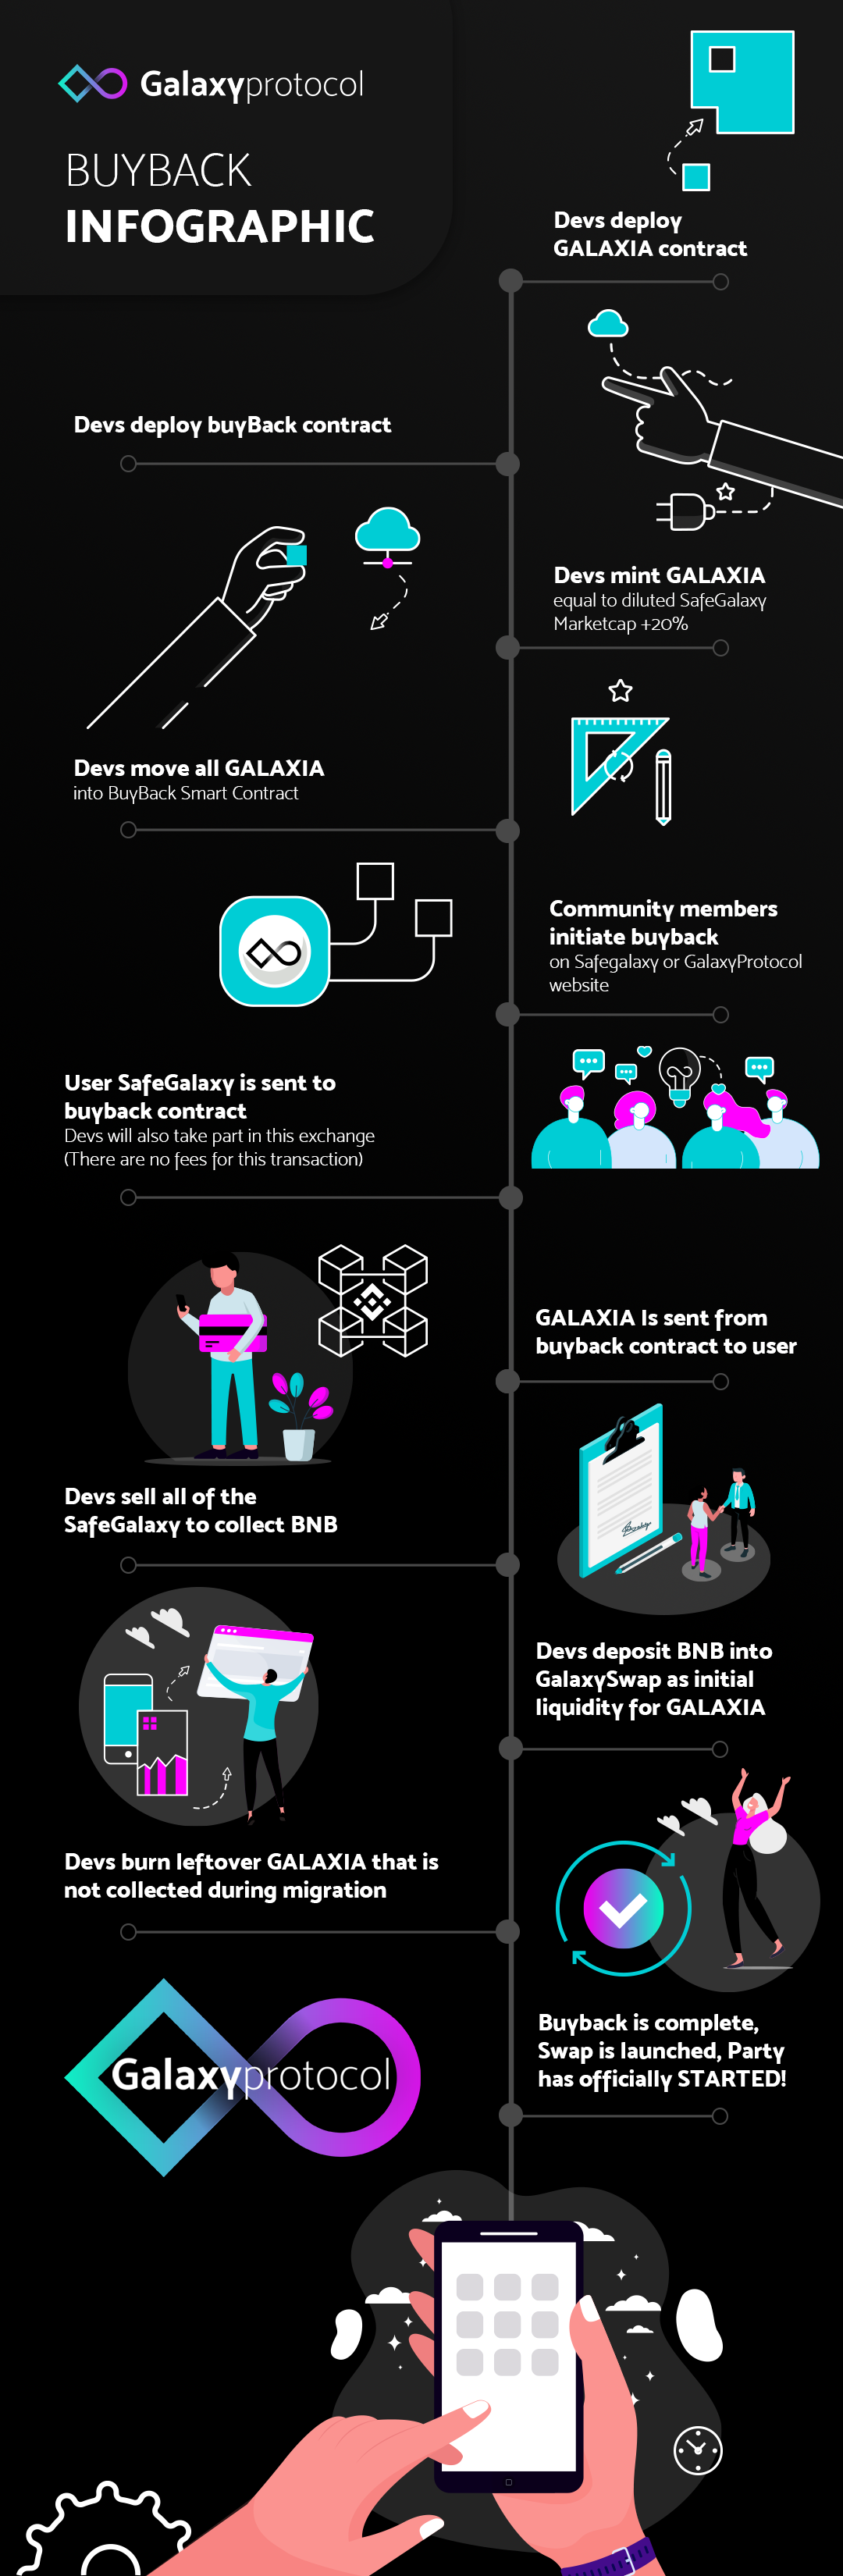 Galaxyprotocol
BUYBACK
INFOGRAPHIC
Devs deploy
GALAXIA contract
Devs deploy buyBack contract
Devs mint GALAXIA
equal to diluted SafeGalaxy
Marketcap +20%
Devs move all GALAXIA
into BuyBack Smart Contract
Community members
initiate buyback
on Safegalaxy or GalaxyProtocol
website
User SafeGalaxy is sent to
buyback contract
Devs will also take part in this exchange
(There are no fees for this transaction)
GALAXIA Is sent from
buyback contract to user
Devs sell all of the
SafeGalaxy to collect BNB
Devs deposit BNB into
GalaxySwap as initial
liquidity for GALAXIA
Devs burn leftover GALAXIA that is
not collected during migration
Buyback is complete,
Swap is launched, Party
has officially STARTED!
Galaxyprotocol